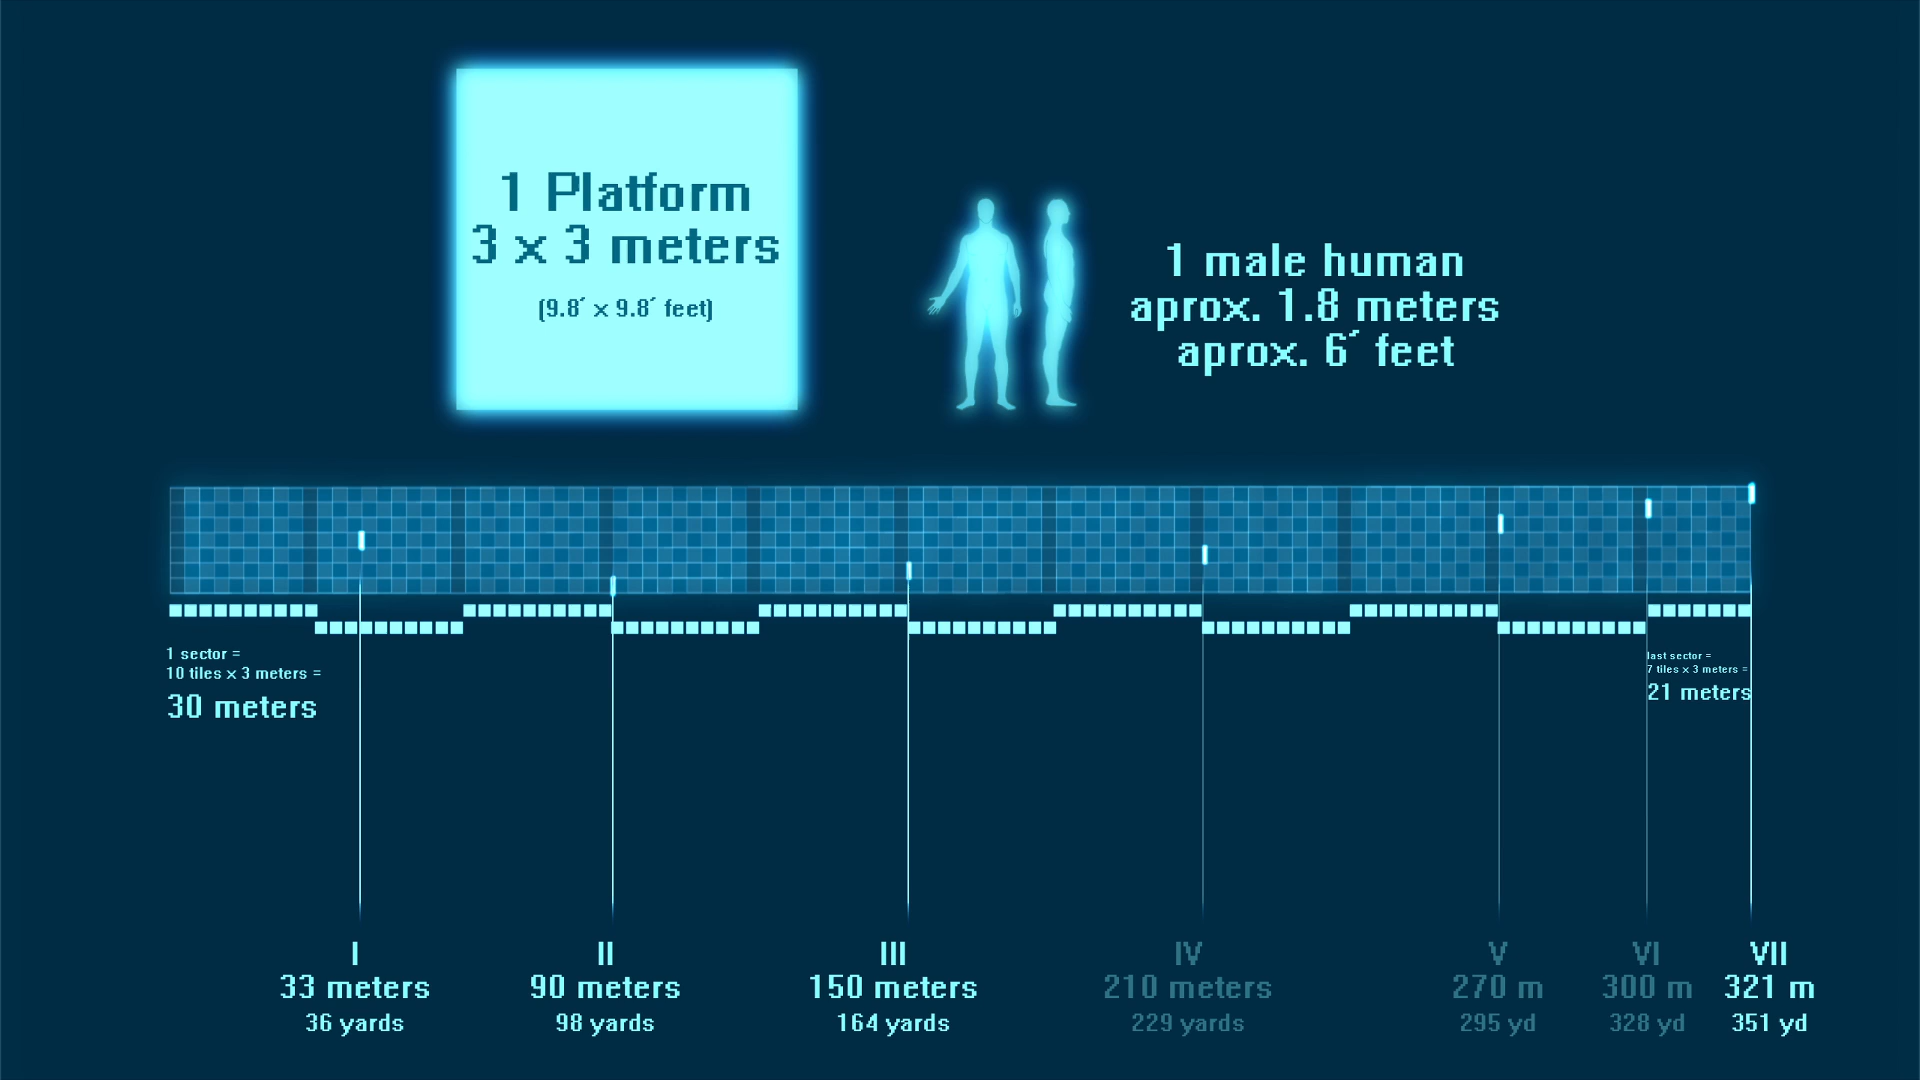 1 Platform
3 x 3 meters
(9.8´ x 9.8´ feet)
1 male human
aprox. 1.8 meters
aprox. 6´ feet
1 sector =
10 tiles x 3 meters =
30 meters
last sector =
7 tiles x 3 meters =
21 meters
I
33 meters
36 yards
II
90 meters
98 yards
III
150 meters
164 yards
IV
210 meters
229 yards
V
270 m
295 yd
VI
300 m
328 yd
VII
321 m
351 yd